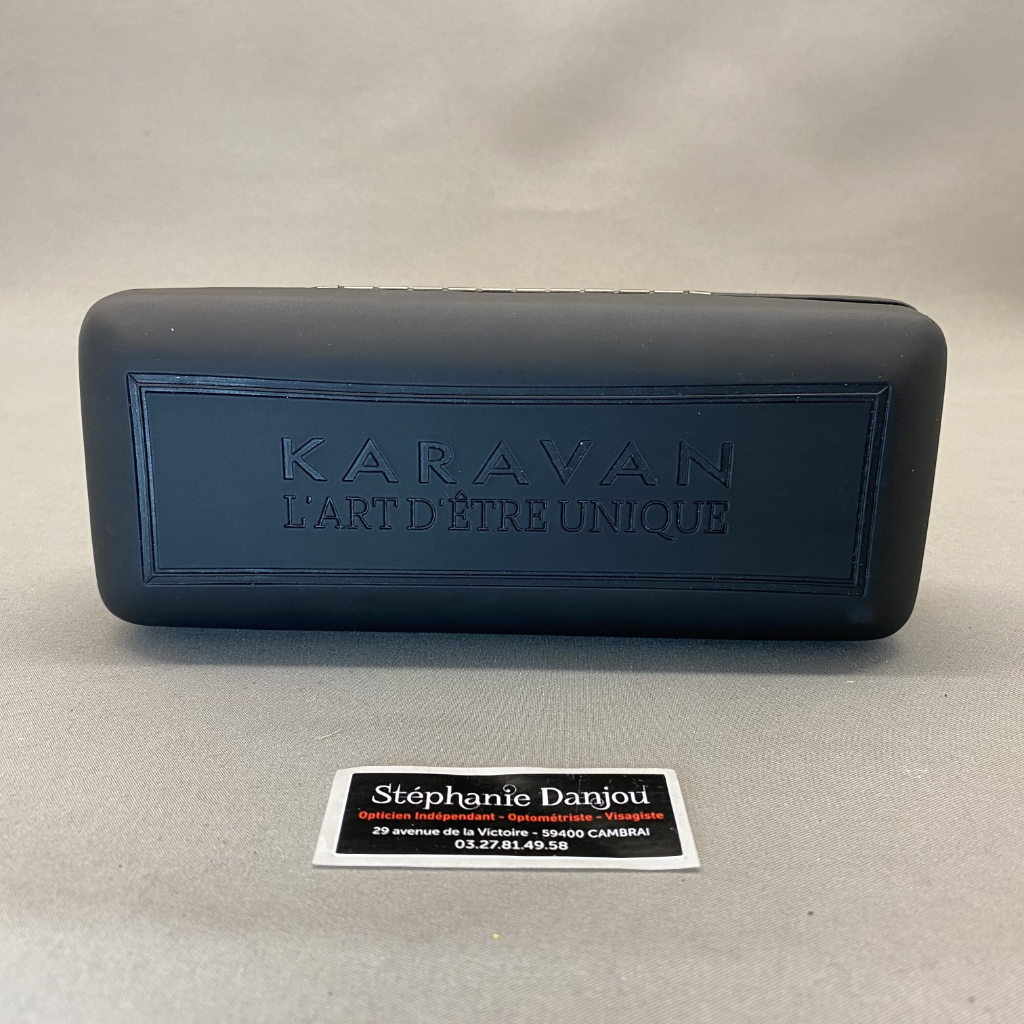 KARAVAN
L'ART D'ÊTRE UNIQUE
Stéphanie Danjou
Opticien Indépendant - Optométriste - Visagiste
29 avenue de la Victoire - 59400 CAMBRAI
03.27.81.49.58